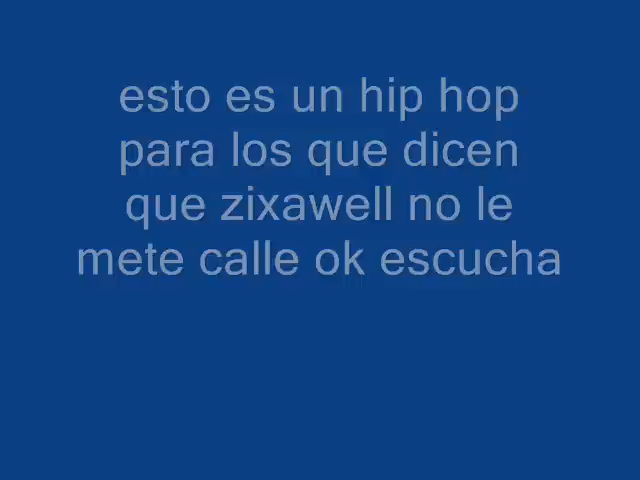 esto es un hip hop
para los que dicen
que zixawell no le
mete calle ok escucha